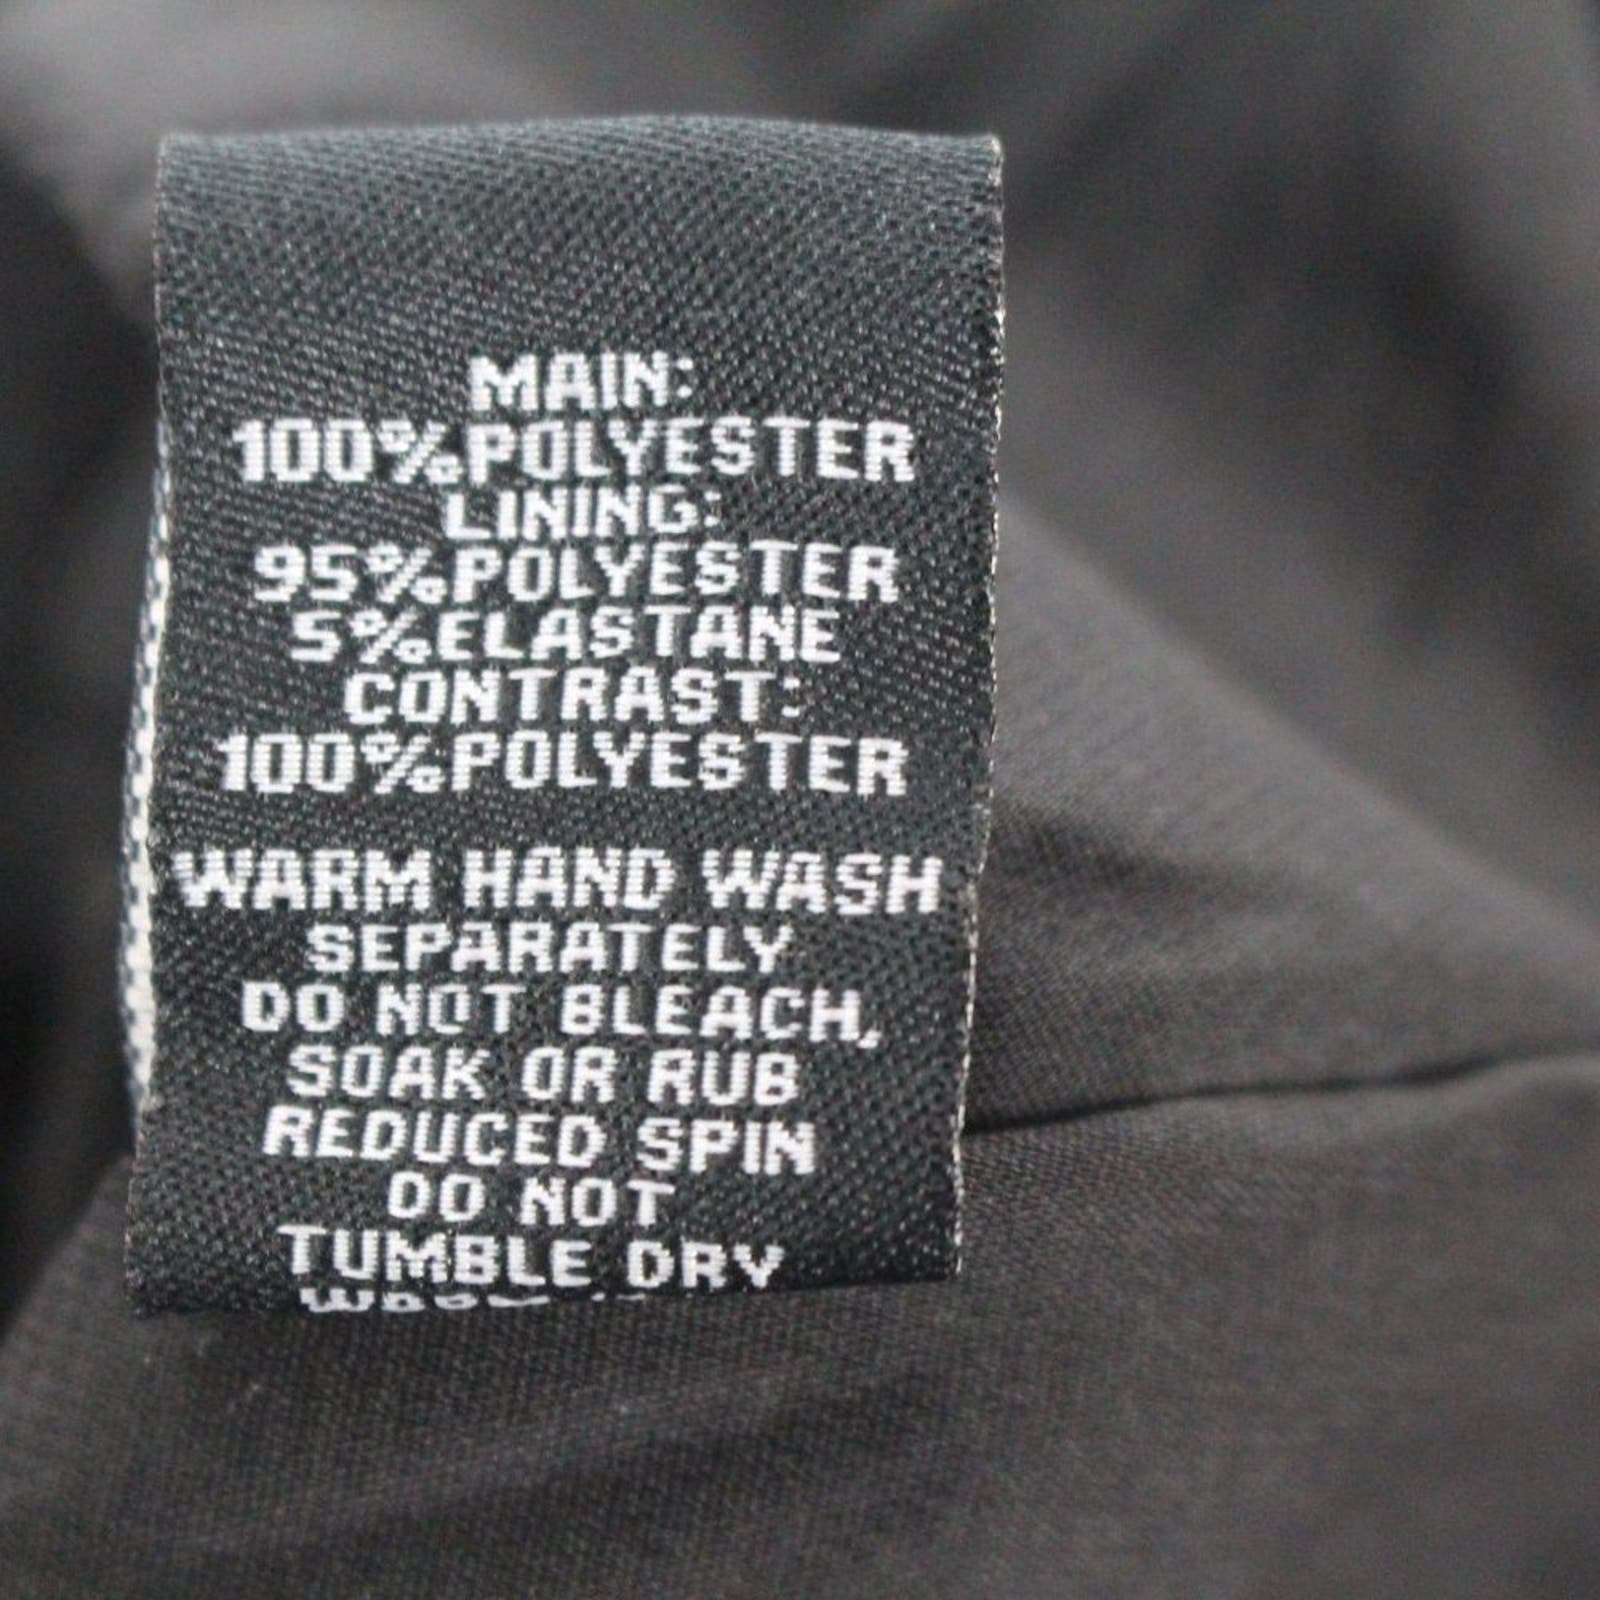 MAIN:
100%POLYESTER
LINING:
95%POLYESTER
5%ELASTANE
CONTRAST:
100%POLYESTER
WARM HAND WASH
SEPARATELY
DO NOT BLEACH,
SOAK OR RUB
REDUCED SPIN
DO NOT
TUMBLE DRY